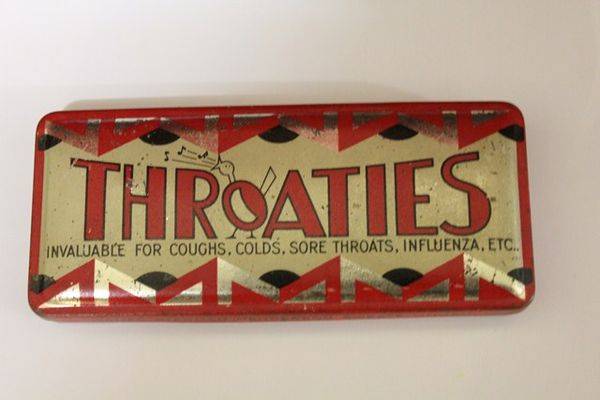 THROATIES
INVALUABLE FOR COUGHS, COLDS, SORE THROATS, INFLUENZA, ETC..